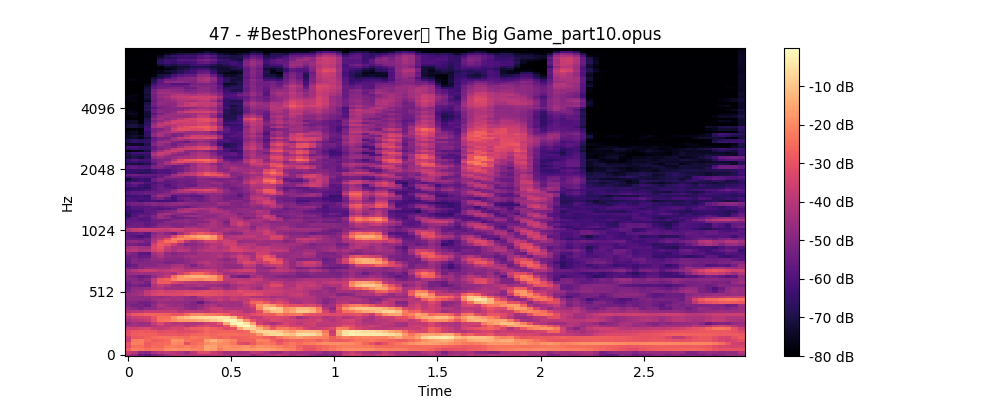 47 - #BestPhonesForever▯ The Big Game_part10.opus
Hz
4096
2048
1024
512
0
0
0.5
1
1.5
2
2.5
Time
-10 dB
-20 dB
-30 dB
-40 dB
-50 dB
-60 dB
-70 dB
-80 dB